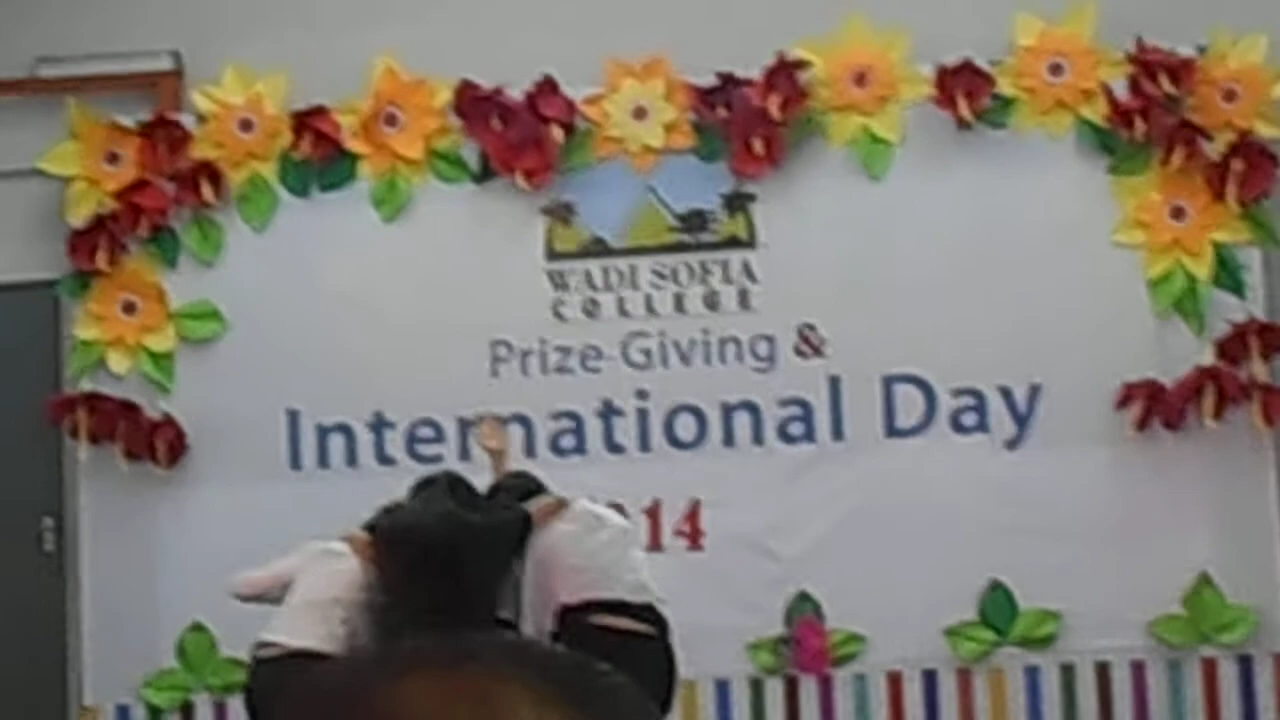 WADI SOFIA
COLLEGE
Prize-Giving &
International Day
14